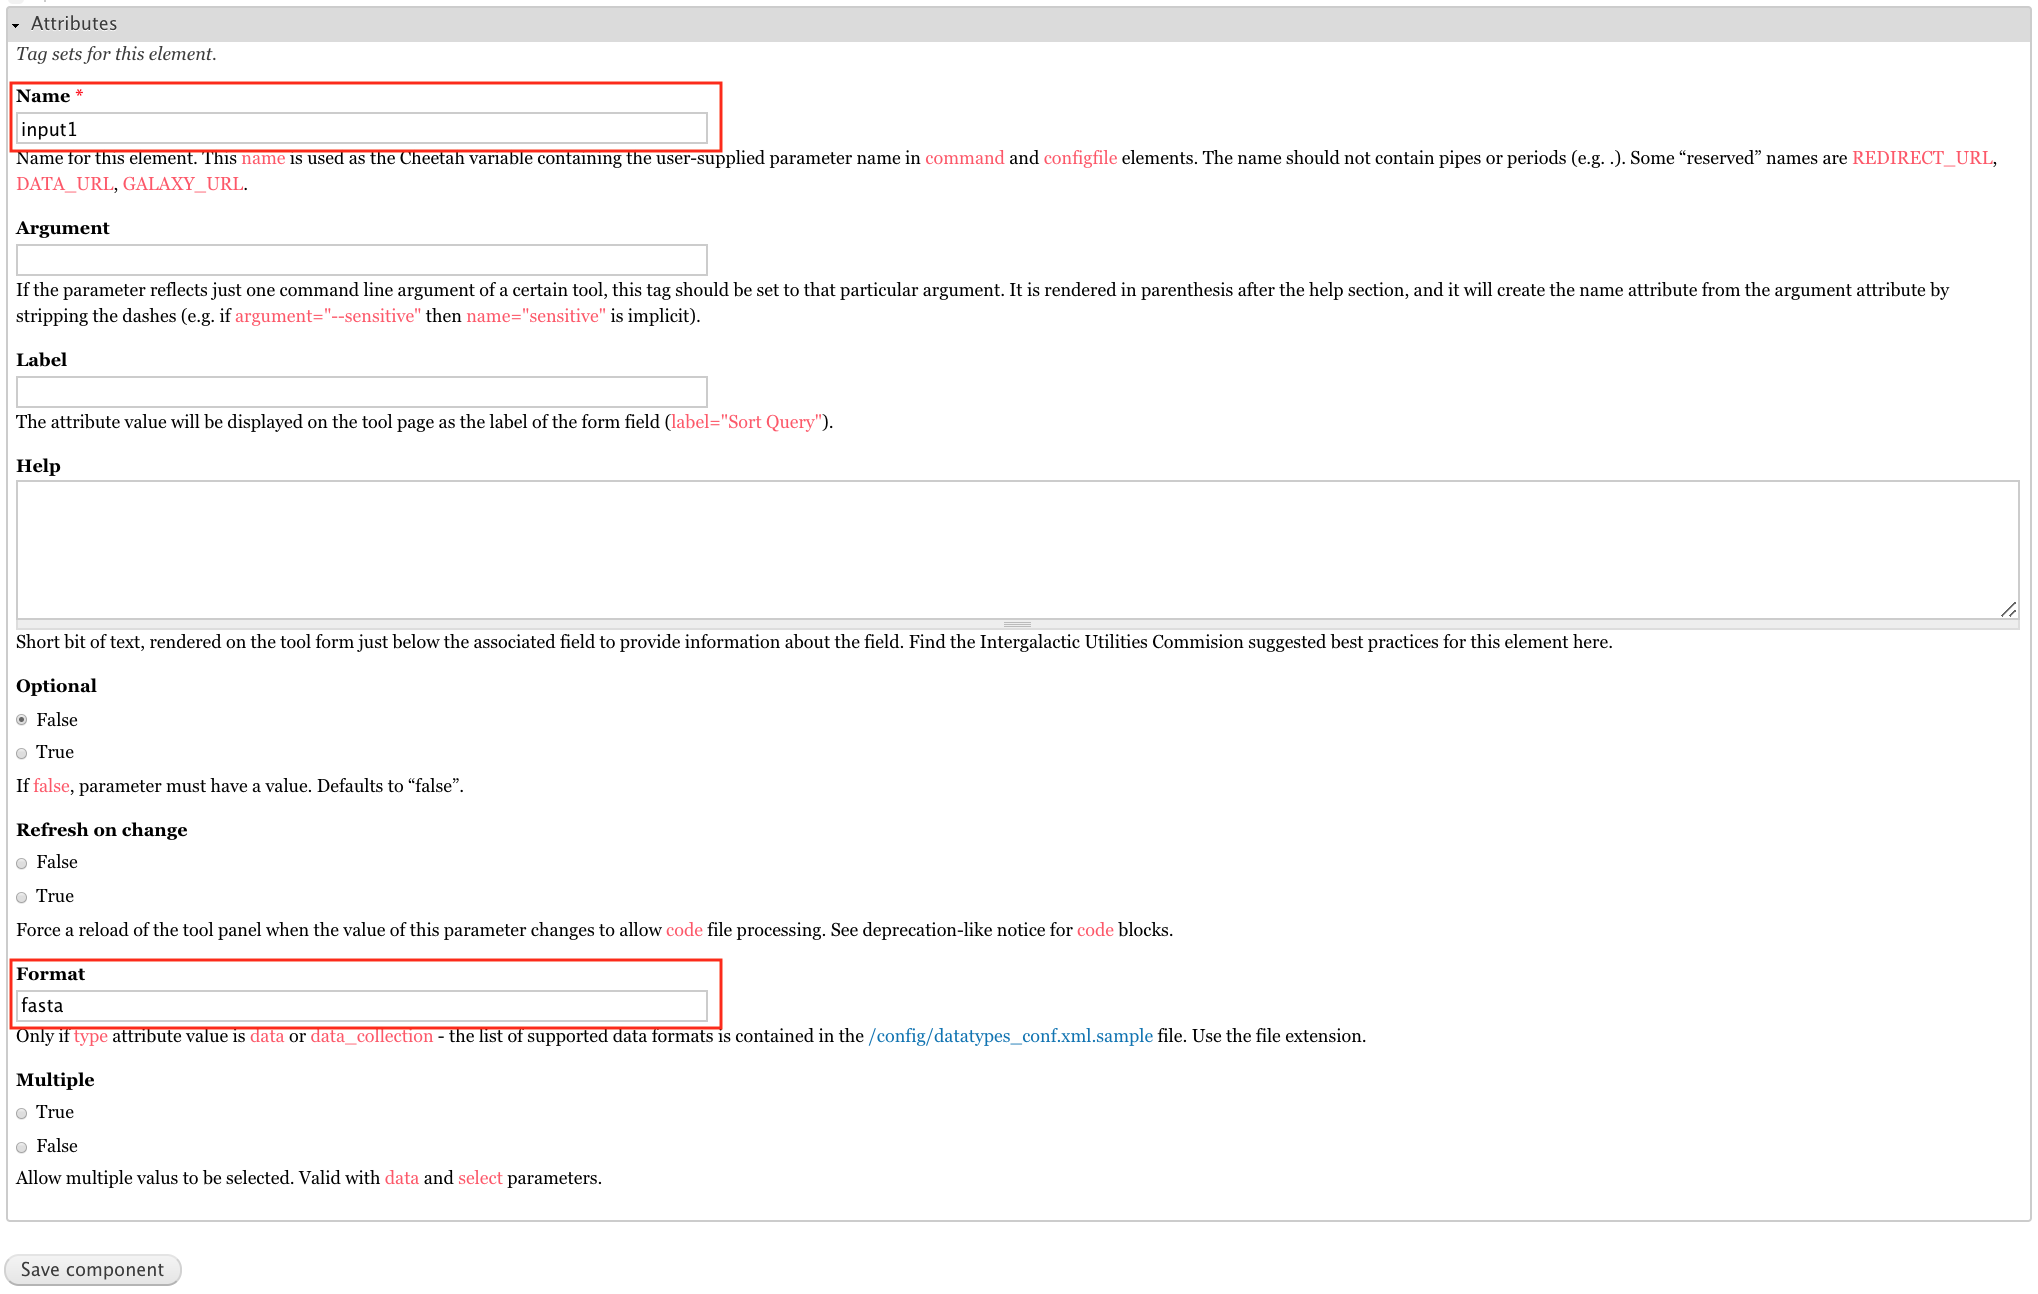 Attributes
Tag sets for this element.
Name *
input1
Name for this element. This name is used as the Cheetah variable containing the user-supplied parameter name in command and configfile elements. The name should not contain pipes or periods (e.g. .). Some “reserved” names are REDIRECT_URL,
DATA_URL, GALAXY_URL.
Argument
If the parameter reflects just one command line argument of a certain tool, this tag should be set to that particular argument. It is rendered in parenthesis after the help section, and it will create the name attribute from the argument attribute by
stripping the dashes (e.g. if argument="--sensitive" then name="sensitive" is implicit).
Label
The attribute value will be displayed on the tool page as the label of the form field (label="Sort Query").
Help
Short bit of text, rendered on the tool form just below the associated field to provide information about the field. Find the Intergalactic Utilities Commision suggested best practices for this element here.
Optional
False
True
If false, parameter must have a value. Defaults to “false”.
Refresh on change
False
True
Force a reload of the tool panel when the value of this parameter changes to allow code file processing. See deprecation-like notice for code blocks.
Format
fasta
Only if type attribute value is data or data_collection - the list of supported data formats is contained in the /config/datatypes_conf.xml.sample file. Use the file extension.
Multiple
True
False
Allow multiple valus to be selected. Valid with data and select parameters.
Save component